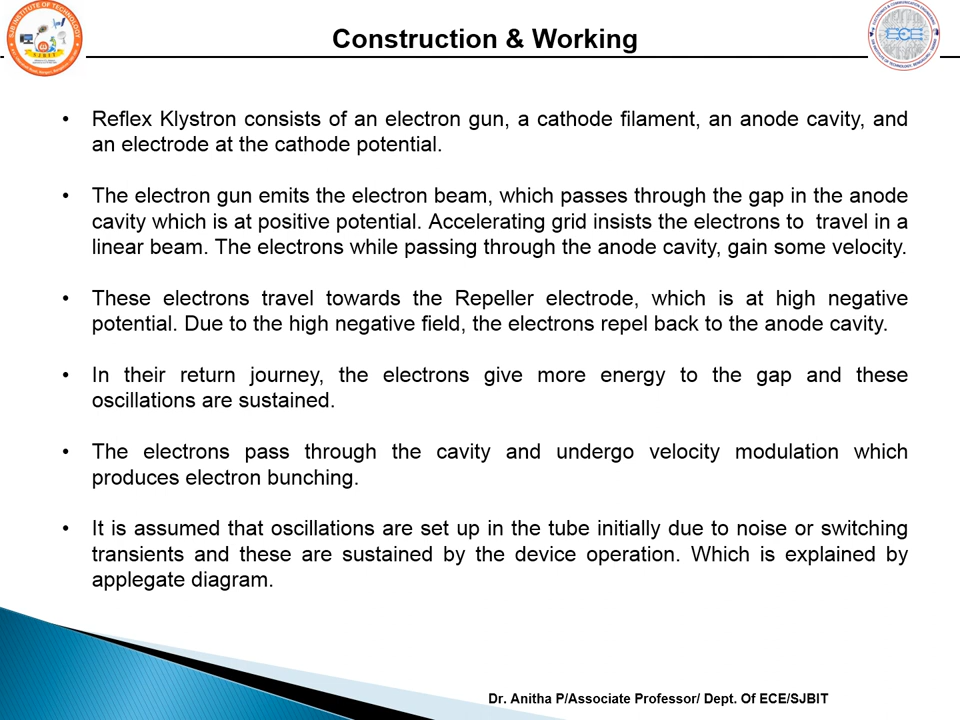 Construction & Working
SJB INSTITUTE OF TECHNOLOGY
SJBIT
ECE
• Reflex Klystron consists of an electron gun, a cathode filament, an anode cavity, and
an electrode at the cathode potential.
• The electron gun emits the electron beam, which passes through the gap in the anode
cavity which is at positive potential. Accelerating grid insists the electrons to  travel in a
linear beam. The electrons while passing through the anode cavity, gain some velocity.
• These electrons travel towards the Repeller electrode, which is at high negative
potential. Due to the high negative field, the electrons repel back to the anode cavity.
• In their return journey, the electrons give more energy to the gap and these
oscillations are sustained.
• The electrons pass through the cavity and undergo velocity modulation which
produces electron bunching.
• It is assumed that oscillations are set up in the tube initially due to noise or switching
transients and these are sustained by the device operation. Which is explained by
applegate diagram.
Dr. Anitha P/Associate Professor/ Dept. Of ECE/SJBIT